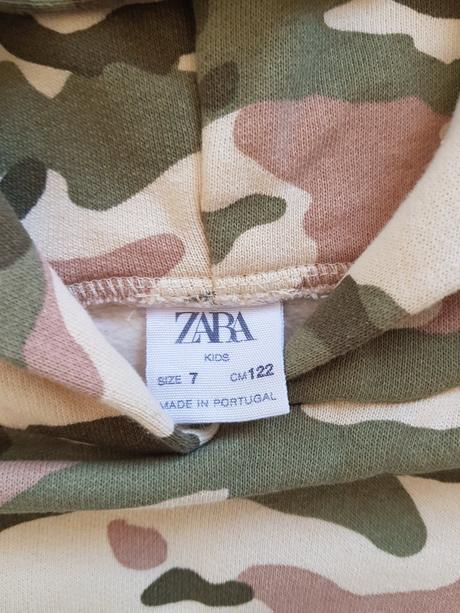 ZARA
KIDS
SIZE 7 CM 122
MADE IN PORTUGAL